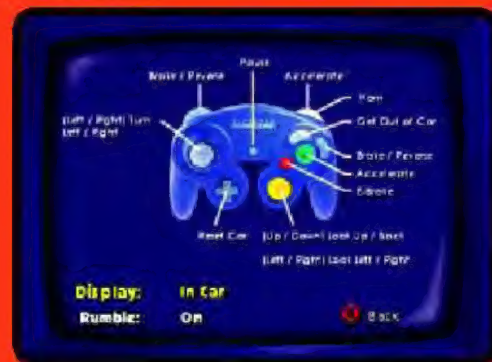 Pause
Brake / Reverse
Accelerate
Horn
Get Out of Car
(Left / Right) Turn
Left / Right
Brake / Reverse
Accelerate
E-Brake
Reset Car
(Up / Down) Look Up / Back
(Left / Right) Look Left / Right
Display: In Car
Rumble: On
Back